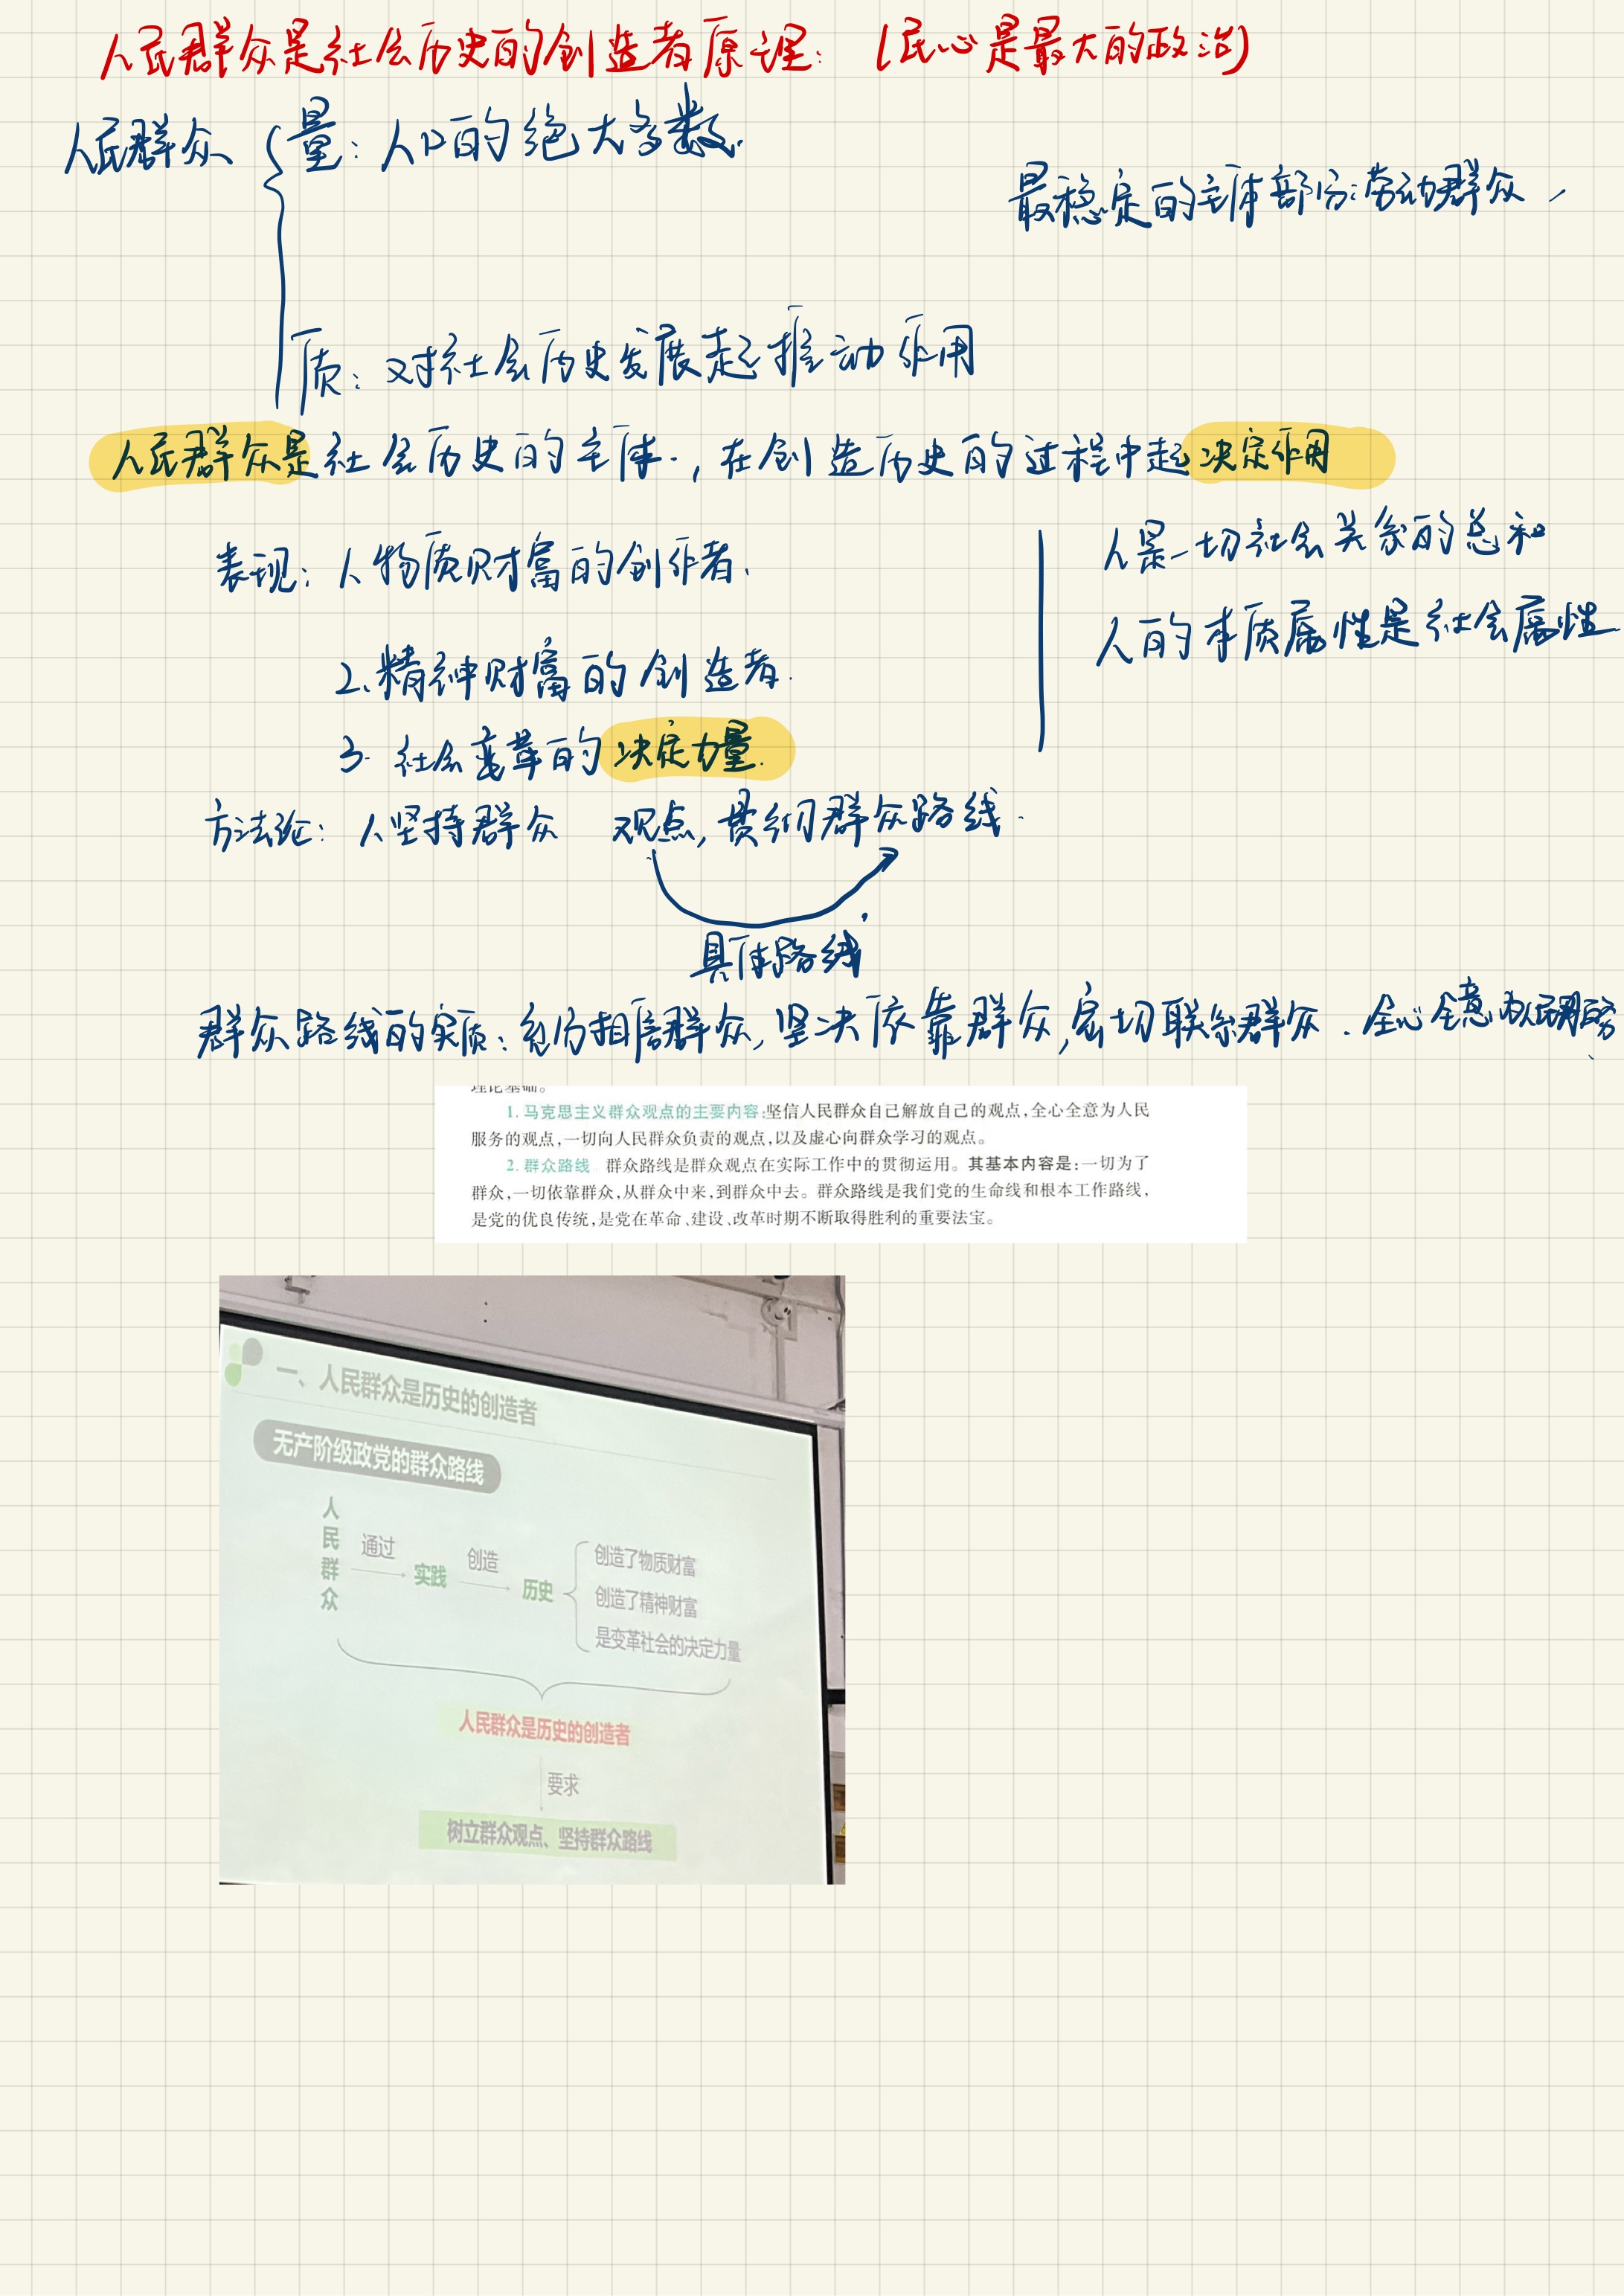 人民群众是社会历史的创造者原理：（民心是最大的政治）
人民群众
量：人口的绝大多数.
最稳定的主体部分：劳动群众，
质：对社会历史发展起推动作用
人民群众是社会历史的主体.，在创造历史的过程中起决定作用
表现：1、物质财富的创作者、
人是一切社会关系的总和
人的本质属性是社会属性
2、精神财富的创造者.
3. 社会变革的决定力量.
方法论：1、坚持群众 观点，贯彻群众路线.
具体路线
群众路线的实质：充分相信群众，坚决依靠群众，密切联系群众. 全心全意为人民服务、
理论基础。
1. 马克思主义群众观点的主要内容:坚信人民群众自己解放自己的观点,全心全意为人民
服务的观点,一切向人民群众负责的观点,以及虚心向群众学习的观点。
2. 群众路线 群众路线是群众观点在实际工作中的贯彻运用。其基本内容是:一切为了
群众,一切依靠群众,从群众中来,到群众中去。群众路线是我们党的生命线和根本工作路线,
是党的优良传统,是党在革命、建设、改革时期不断取得胜利的重要法宝。
一、人民群众是历史的创造者
无产阶级政党的群众路线
人民群众
通过
实践
创造
历史
创造了物质财富
创造了精神财富
是变革社会的决定力量
人民群众是历史的创造者
要求
树立群众观点、坚持群众路线